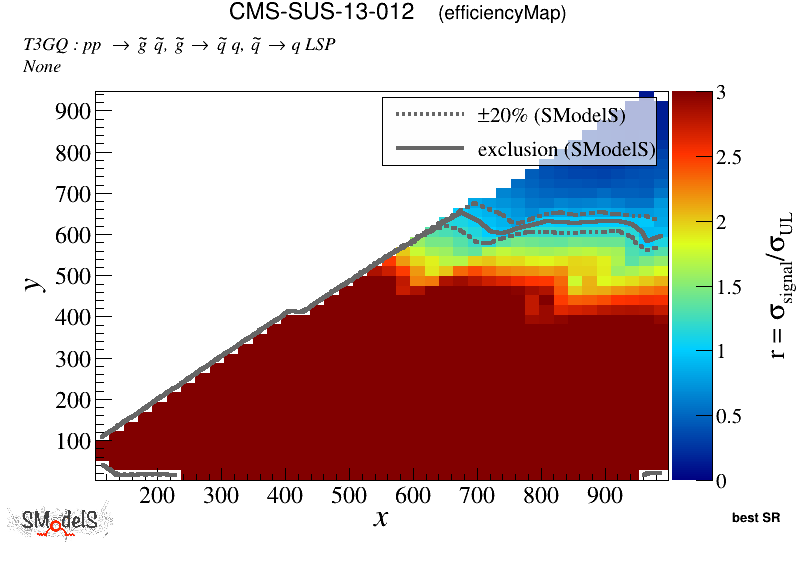 CMS-SUS-13-012 (efficiencyMap)
T3GQ : pp → g̃ q̃, g̃ → q̃ q, q̃ → q LSP
None
±20% (SModelS)
exclusion (SModelS)
900
800
700
600
500
400
300
200
100
y
200 300 400 500 600 700 800 900
x
3
2.5
2
1.5
1
0.5
0
r = σsignal/σUL
SModelS
best SR